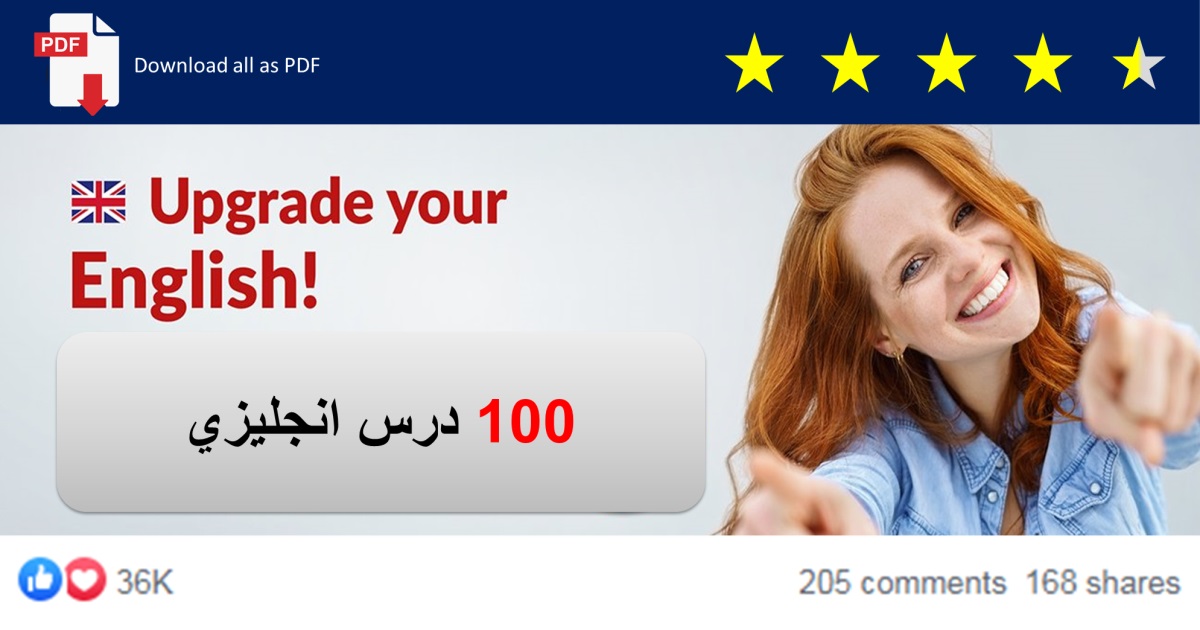 PDF
Download all as PDF
Upgrade your
English!
100 درس انجليزي
36K
205 comments 168 shares